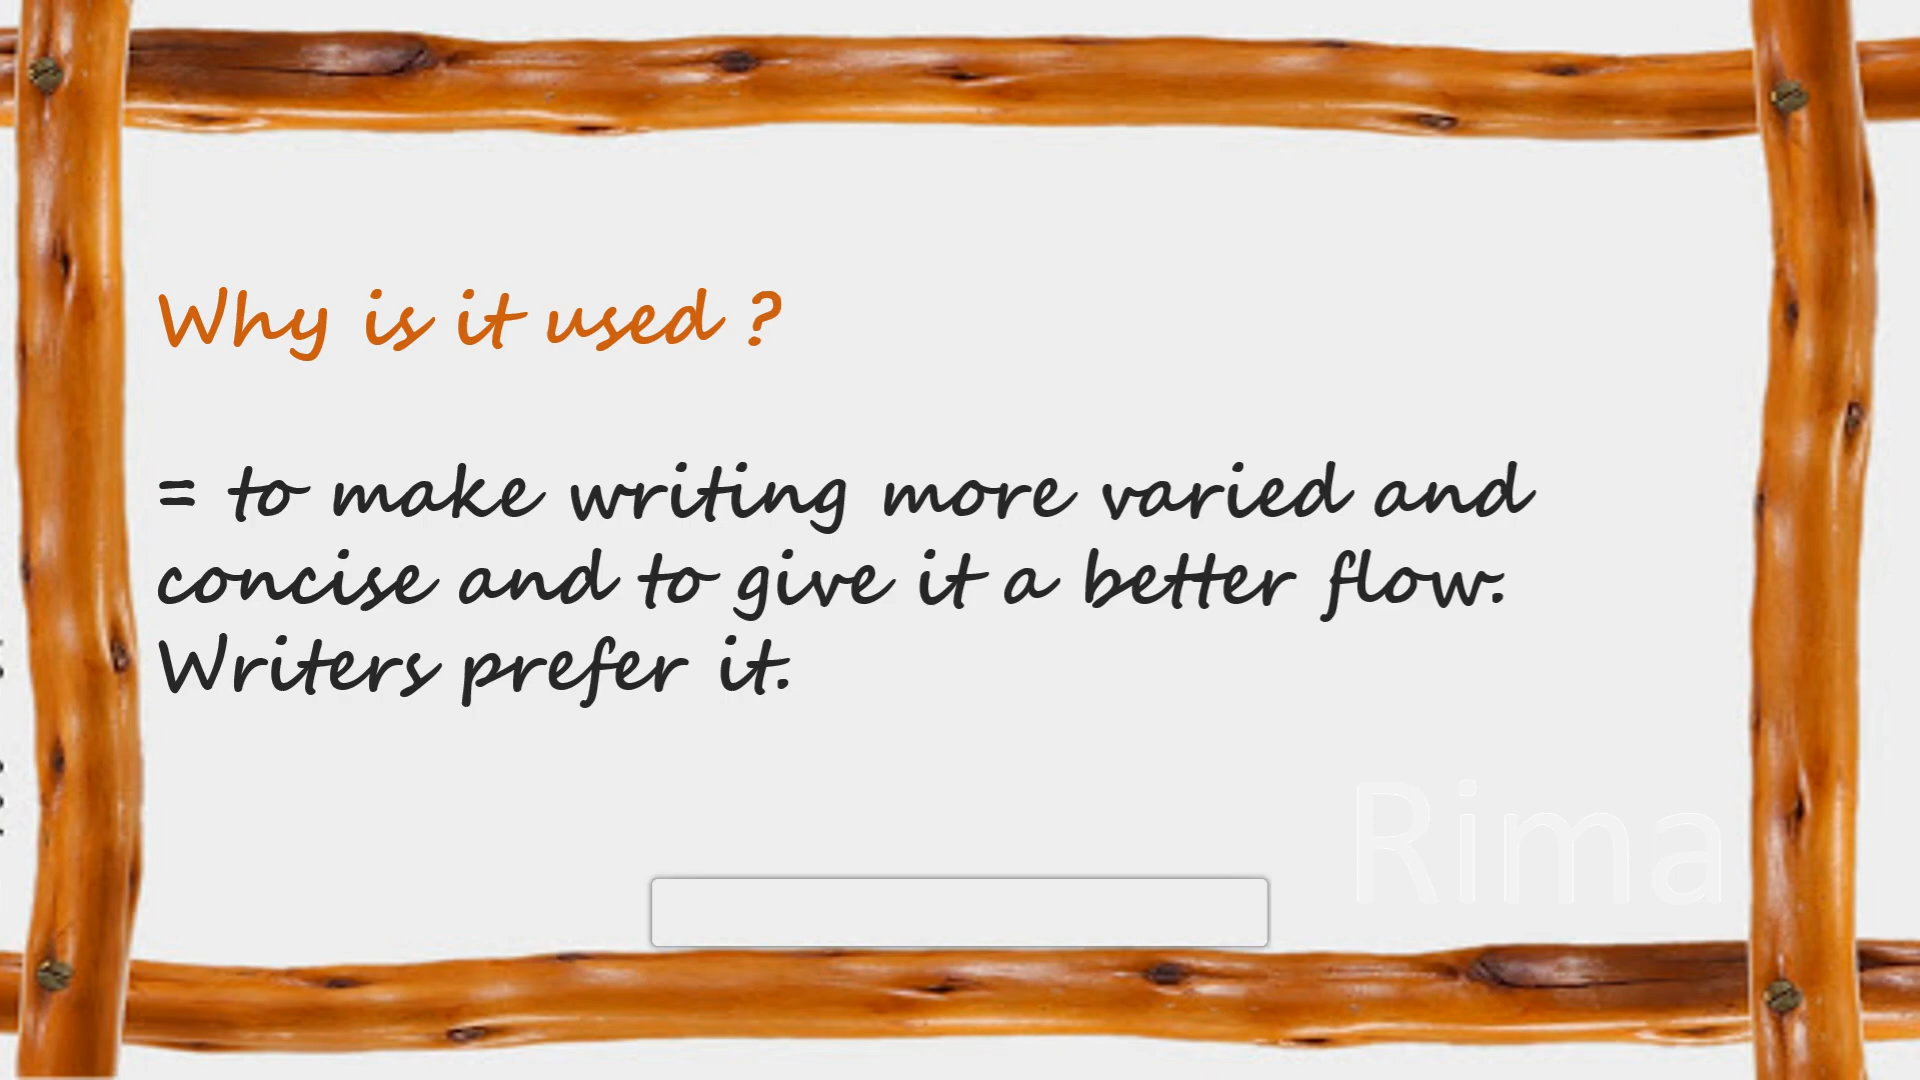 Why is it used ?
= to make writing more varied and
concise and to give it a better flow.
Writers prefer it.
Rima